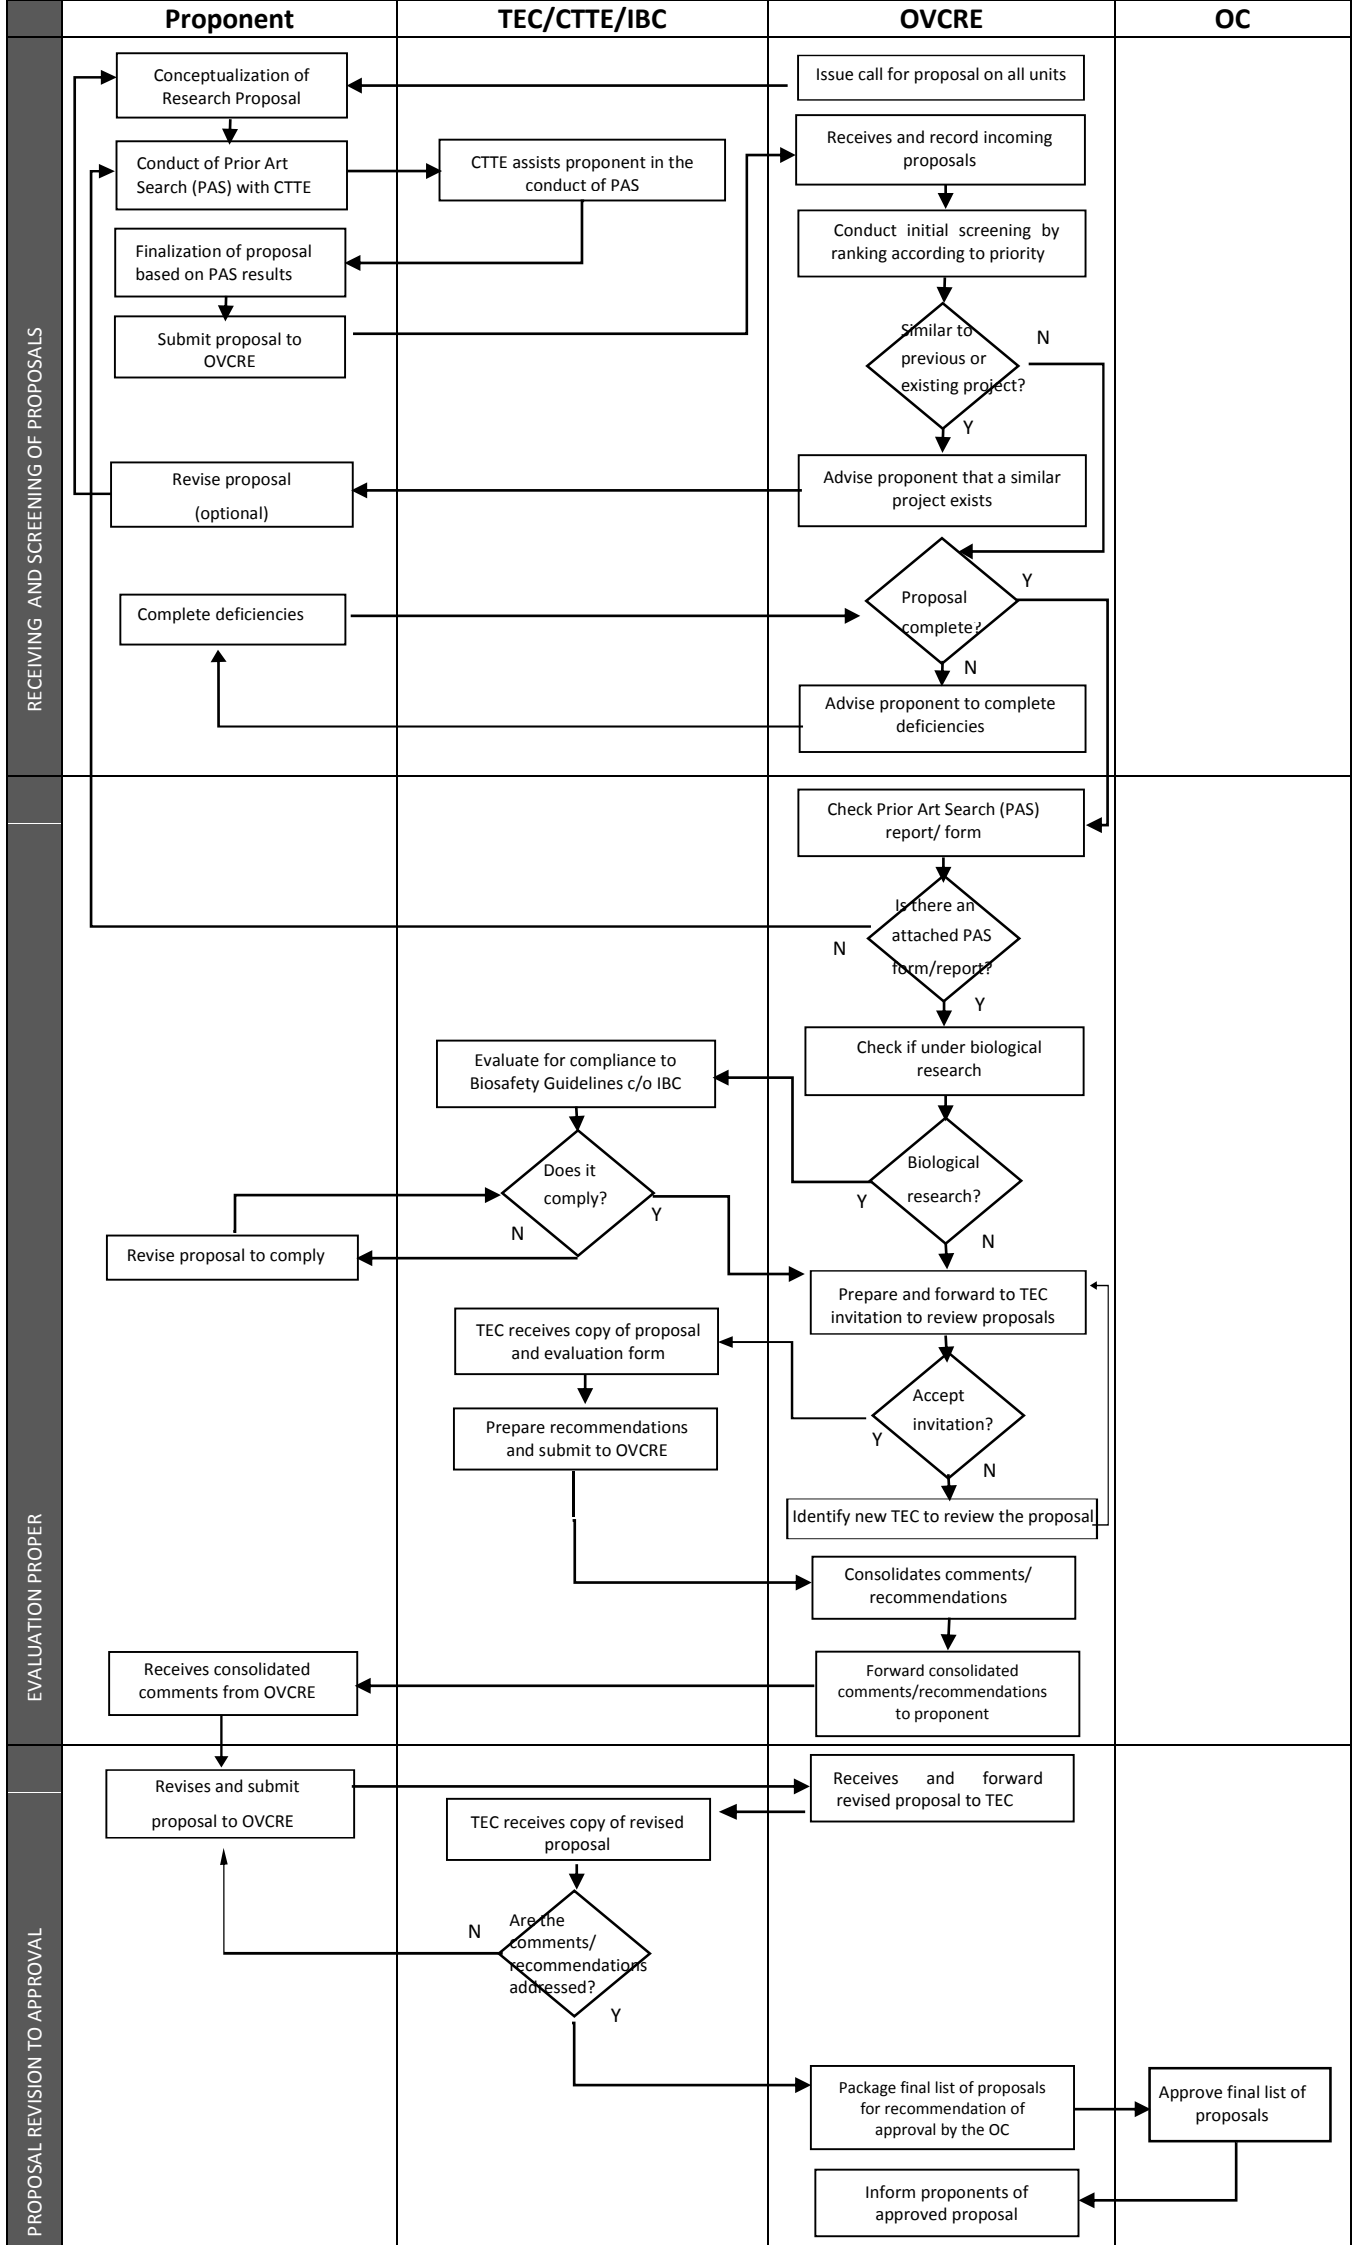 Proponent
TEC/CTTE/IBC
OVCRE
OC
RECEIVING AND SCREENING OF PROPOSALS
Conceptualization of
Research Proposal
Issue call for proposal on all units
Conduct of Prior Art
Search (PAS) with CTTE
CTTE assists proponent in the
conduct of PAS
Receives and record incoming
proposals
Finalization of proposal
based on PAS results
Conduct initial screening by
ranking according to priority
Submit proposal to
OVCRE
Similar to
previous or
existing project?
N
Y
Revise proposal
(optional)
Advise proponent that a similar
project exists
Complete deficiencies
Proposal
complete?
Y
N
Advise proponent to complete
deficiencies
EVALUATION PROPER
Check Prior Art Search (PAS)
report/ form
Is there an
attached PAS
form/report?
N
Y
Check if under biological
research
Evaluate for compliance to
Biosafety Guidelines c/o IBC
Biological
research?
Y
N
Does it
comply?
Y
N
Revise proposal to comply
Prepare and forward to TEC
invitation to review proposals
TEC receives copy of proposal
and evaluation form
Accept
invitation?
Y
N
Prepare recommendations
and submit to OVCRE
Identify new TEC to review the proposal
Consolidates comments/
recommendations
Forward consolidated
comments/recommendations
to proponent
Receives consolidated
comments from OVCRE
PROPOSAL REVISION TO APPROVAL
Revises and submit
proposal to OVCRE
Receives and forward
revised proposal to TEC
TEC receives copy of revised
proposal
Are the
comments/
recommendations
addressed?
N
Y
Package final list of proposals
for recommendation of
approval by the OC
Approve final list of
proposals
Inform proponents of
approved proposal